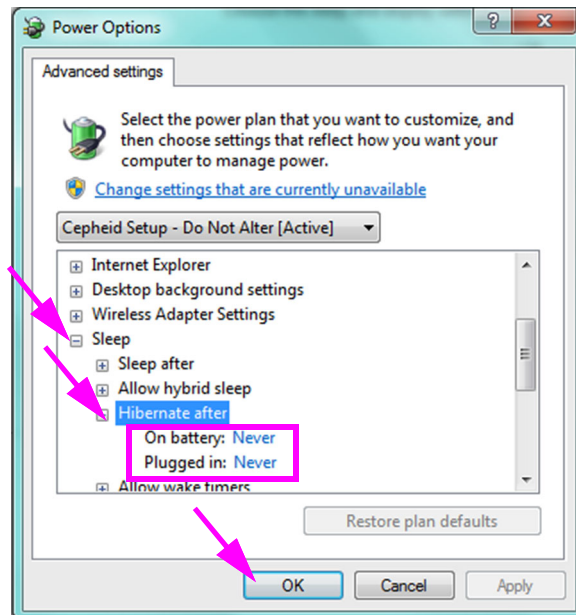 Power Options
Advanced settings
Select the power plan that you want to customize, and
then choose settings that reflect how you want your
computer to manage power.
Change settings that are currently unavailable
Cepheid Setup - Do Not Alter [Active]
Internet Explorer
Desktop background settings
Wireless Adapter Settings
Sleep
Sleep after
Allow hybrid sleep
Hibernate after
On battery: Never
Plugged in: Never
Allow wake timers
Restore plan defaults
OK Cancel Apply